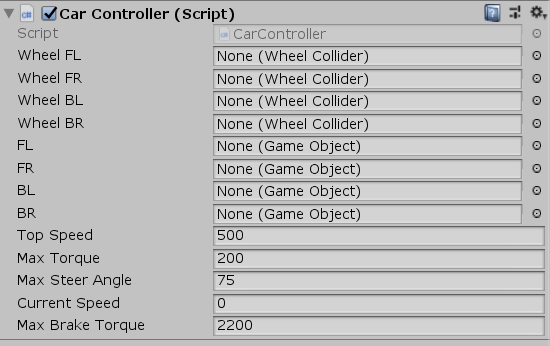 Car Controller (Script)
Script CarController
Wheel FL None (Wheel Collider)
Wheel FR None (Wheel Collider)
Wheel BL None (Wheel Collider)
Wheel BR None (Wheel Collider)
FL None (Game Object)
FR None (Game Object)
BL None (Game Object)
BR None (Game Object)
Top Speed 500
Max Torque 200
Max Steer Angle 75
Current Speed 0
Max Brake Torque 2200